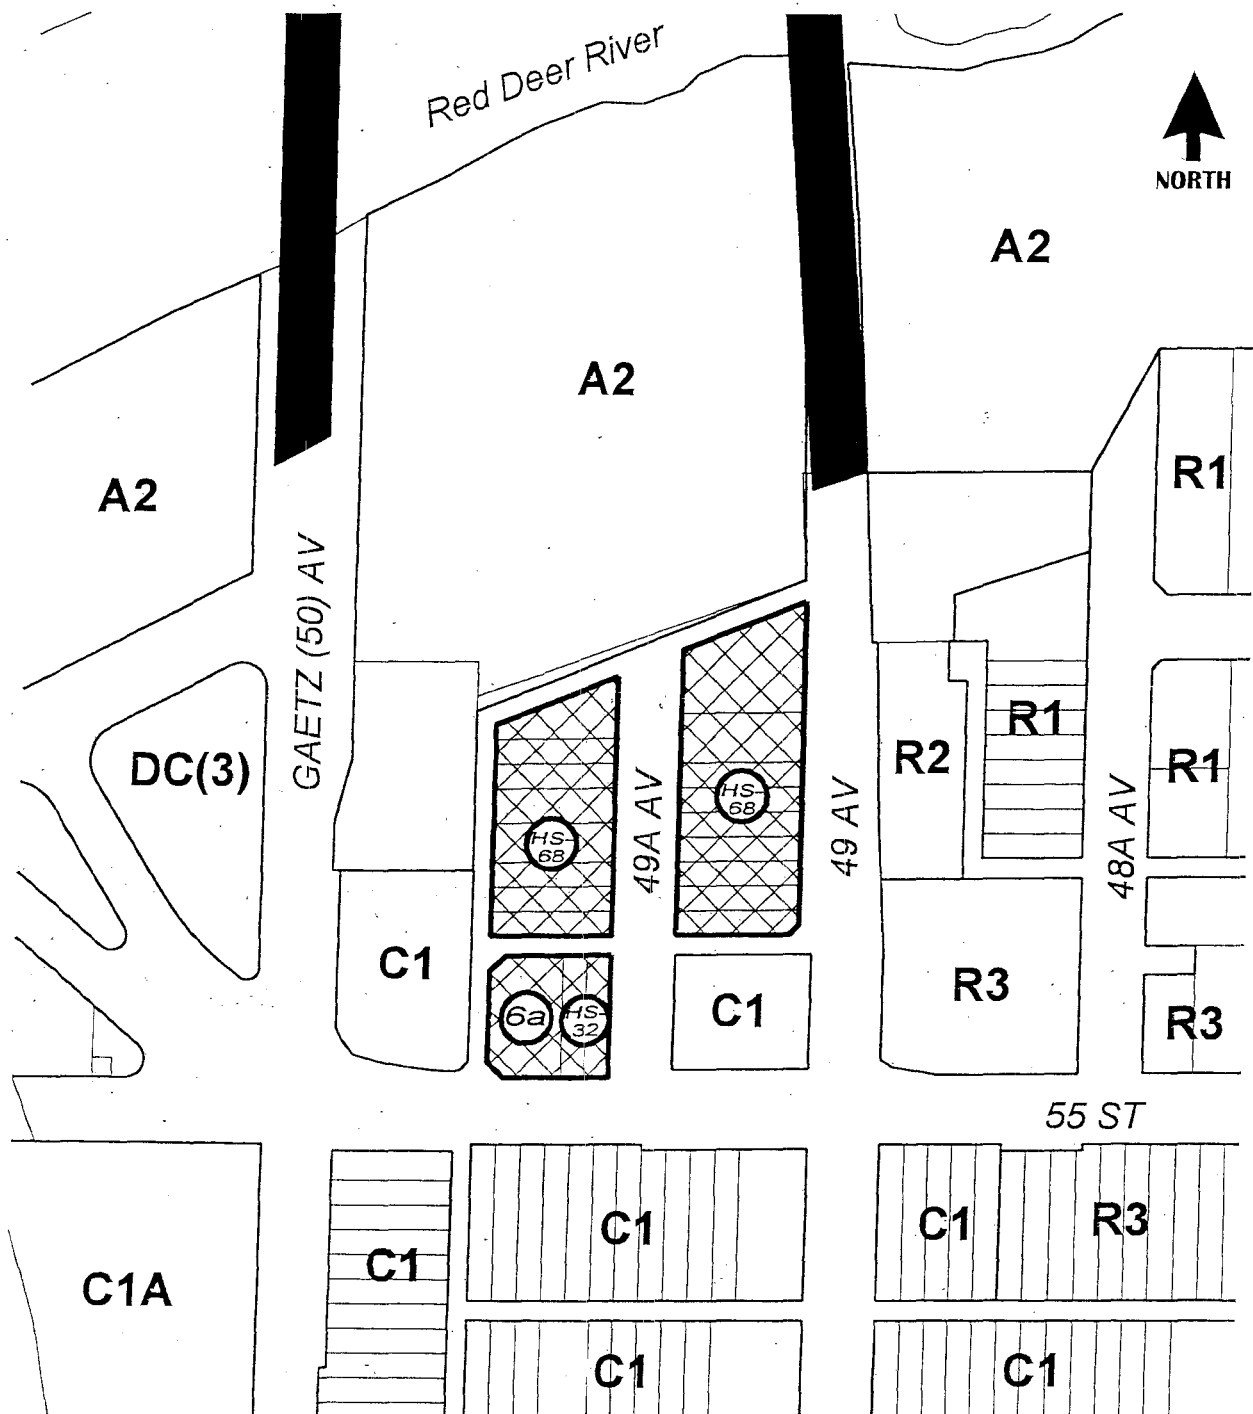 Red Deer River
NORTH
A2
A2
A2
R1
GAETZ (50) AV
DC(3)
HS-
68
49A AV
HS-
68
49 AV
R2
R1
R1
48A AV
C1
6a
HS-
32
C1
R3
R3
55 ST
C1A
C1
C1
C1
R3
C1
C1